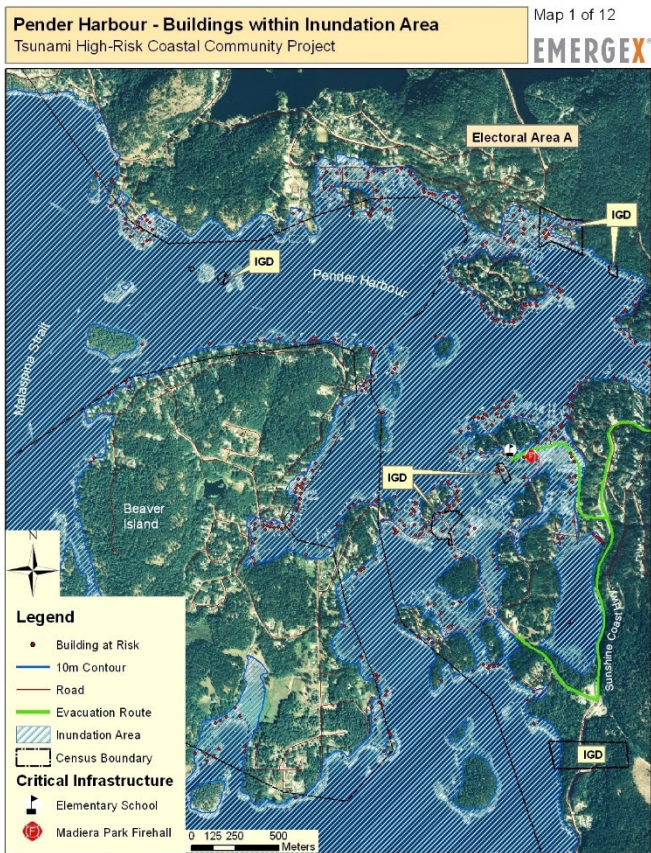 Pender Harbour - Buildings within Inundation Area
Tsunami High-Risk Coastal Community Project
Map 1 of 12
EMERGEX®
Electoral Area A
IGD
IGD
Pender Harbour
Malaspina Strait
F
IGD
Beaver
Island
Sunshine Coast Hwy
N
IGD
Legend
Building at Risk
10m Contour
Road
Evacuation Route
Inundation Area
Census Boundary
Critical Infrastructure
Elementary School
F
Madiera Park Firehall
0 125 250 500
Meters